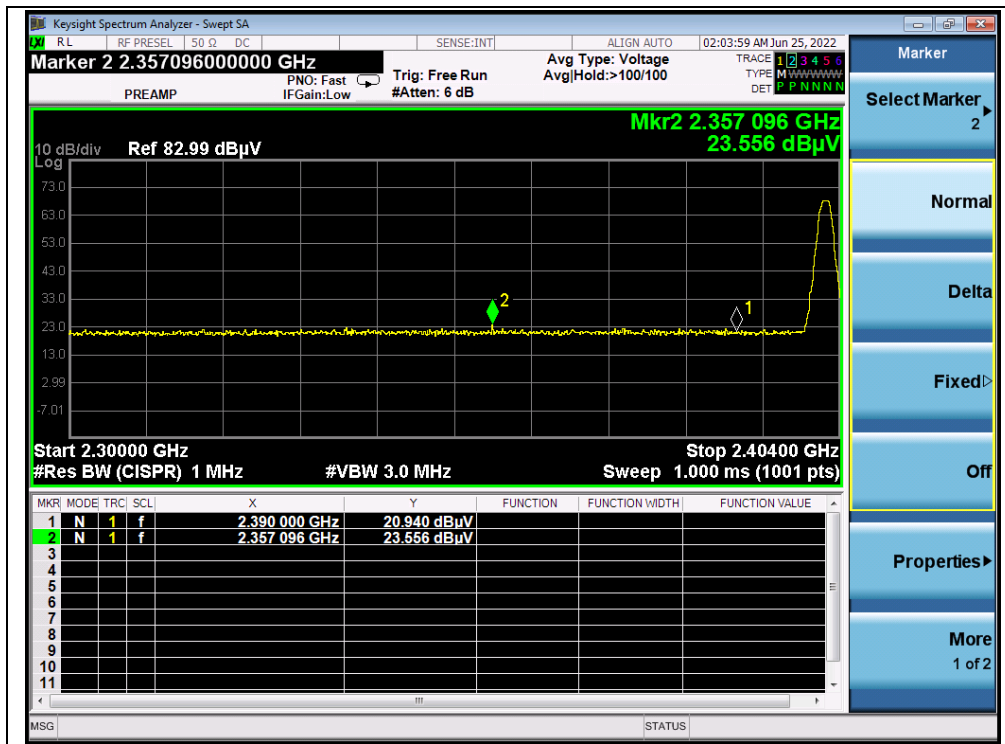 Keysight Spectrum Analyzer - Swept SA
LXI RL RF PRESEL 50 Ω DC SENSE:INT ALIGN AUTO 02:03:59 AM Jun 25, 2022
Marker 2 2.357096000000 GHz
PREAMP
PNO: Fast
IFGain:Low
Trig: Free Run
#Atten: 6 dB
Avg Type: Voltage
Avg|Hold:>100/100
TRACE 1 2 3 4 5 6
TYPE M WWWWW
DET P P N N N N
Mkr2 2.357 096 GHz
23.556 dBµV
10 dB/div Ref 82.99 dBµV
Log
73.0
63.0
53.0
43.0
33.0
23.0
13.0
2.99
-7.01
2
1
Start 2.30000 GHz Stop 2.40400 GHz
#Res BW (CISPR) 1 MHz #VBW 3.0 MHz Sweep 1.000 ms (1001 pts)
MKR MODE TRC SCL X Y FUNCTION FUNCTION WIDTH FUNCTION VALUE
1 N 1 f 2.390 000 GHz 20.940 dBµV
2 N 1 f 2.357 096 GHz 23.556 dBµV
3
4
5
6
7
8
9
10
11
MSG STATUS
Marker
Select Marker
2
Normal
Delta
Fixed
Off
Properties
More
1 of 2